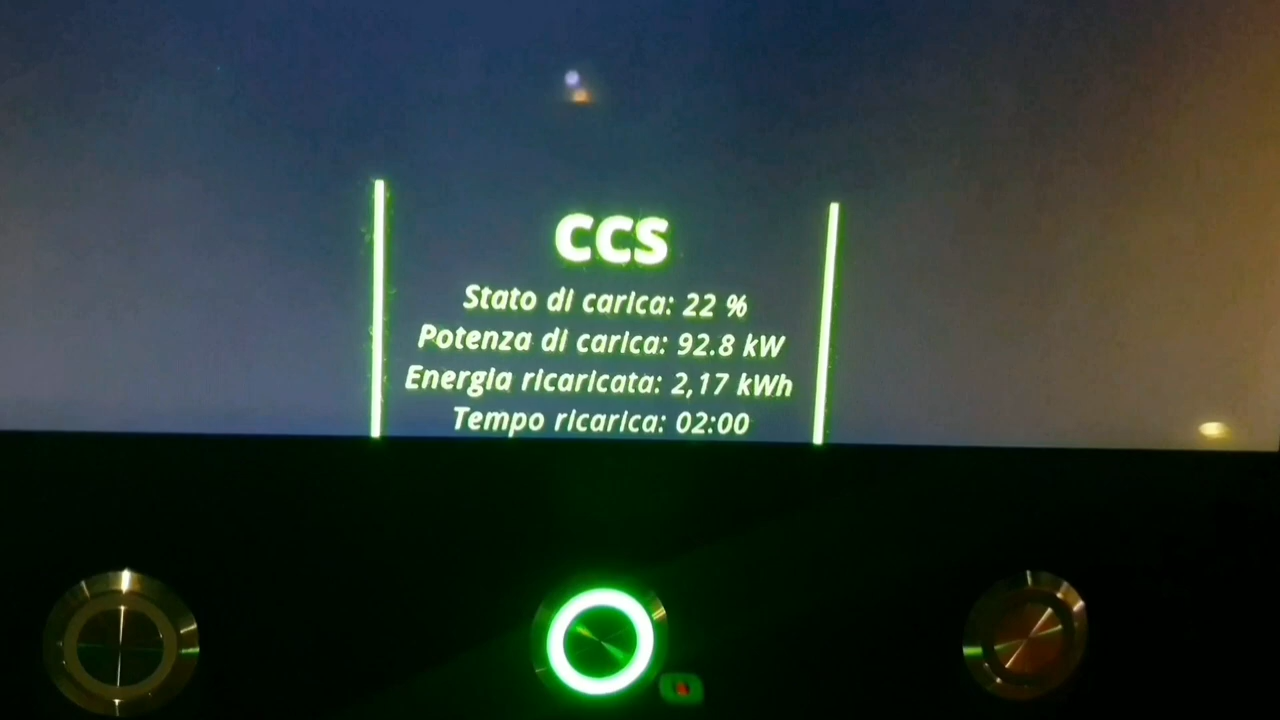 CCS
Stato di carica: 22 %
Potenza di carica: 92.8 kW
Energia ricaricata: 2,17 kWh
Tempo ricarica: 02:00